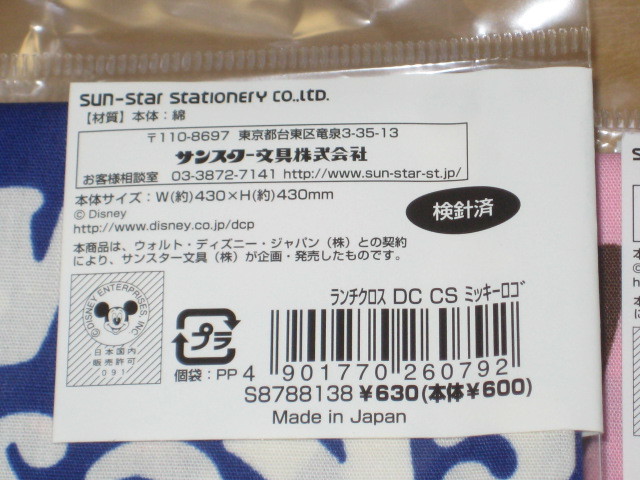 Sun-Star Stationery CO.,LTD.
【材質】本体：綿
〒110-8697 東京都台東区竜泉3-35-13
サンスター文具株式会社
お客様相談室 03-3872-7141 http://www.sun-star-st.jp/
本体サイズ：W(約)430×H(約)430mm
© Disney
http://www.disney.co.jp/dcp
検針済
本商品は、ウォルト・ディズニー・ジャパン（株）との契約
により、サンスター文具（株）が企画・発売したものです。
©DISNEY ENTERPRISES, INC.
日本国内
販売許可
091
プラ
個袋：PP
ランチクロス DC CS ミッキーロゴ
4 901770 260792
S8788138 ¥630(本体¥600)
Made in Japan